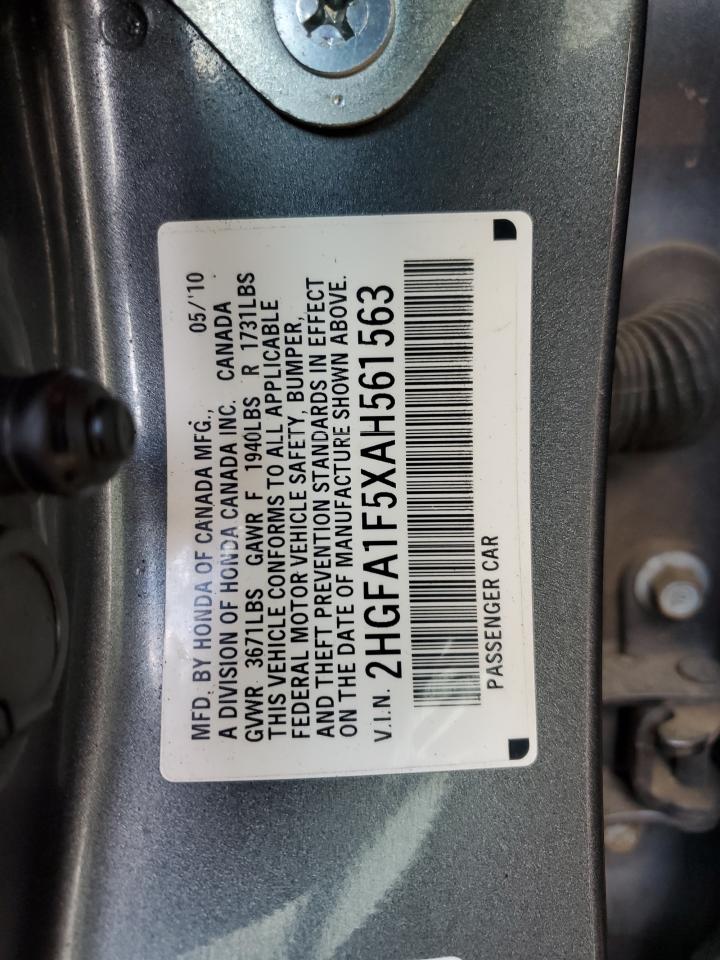 MFD. BY HONDA OF CANADA MFG., 05/'10
A DIVISION OF HONDA CANADA INC. CANADA
GVWR 3671LBS GAWR F 1940LBS R 1731LBS
THIS VEHICLE CONFORMS TO ALL APPLICABLE
FEDERAL MOTOR VEHICLE SAFETY, BUMPER,
AND THEFT PREVENTION STANDARDS IN EFFECT
ON THE DATE OF MANUFACTURE SHOWN ABOVE.
V.I.N. 2HGFA1F5XAH561563
PASSENGER CAR